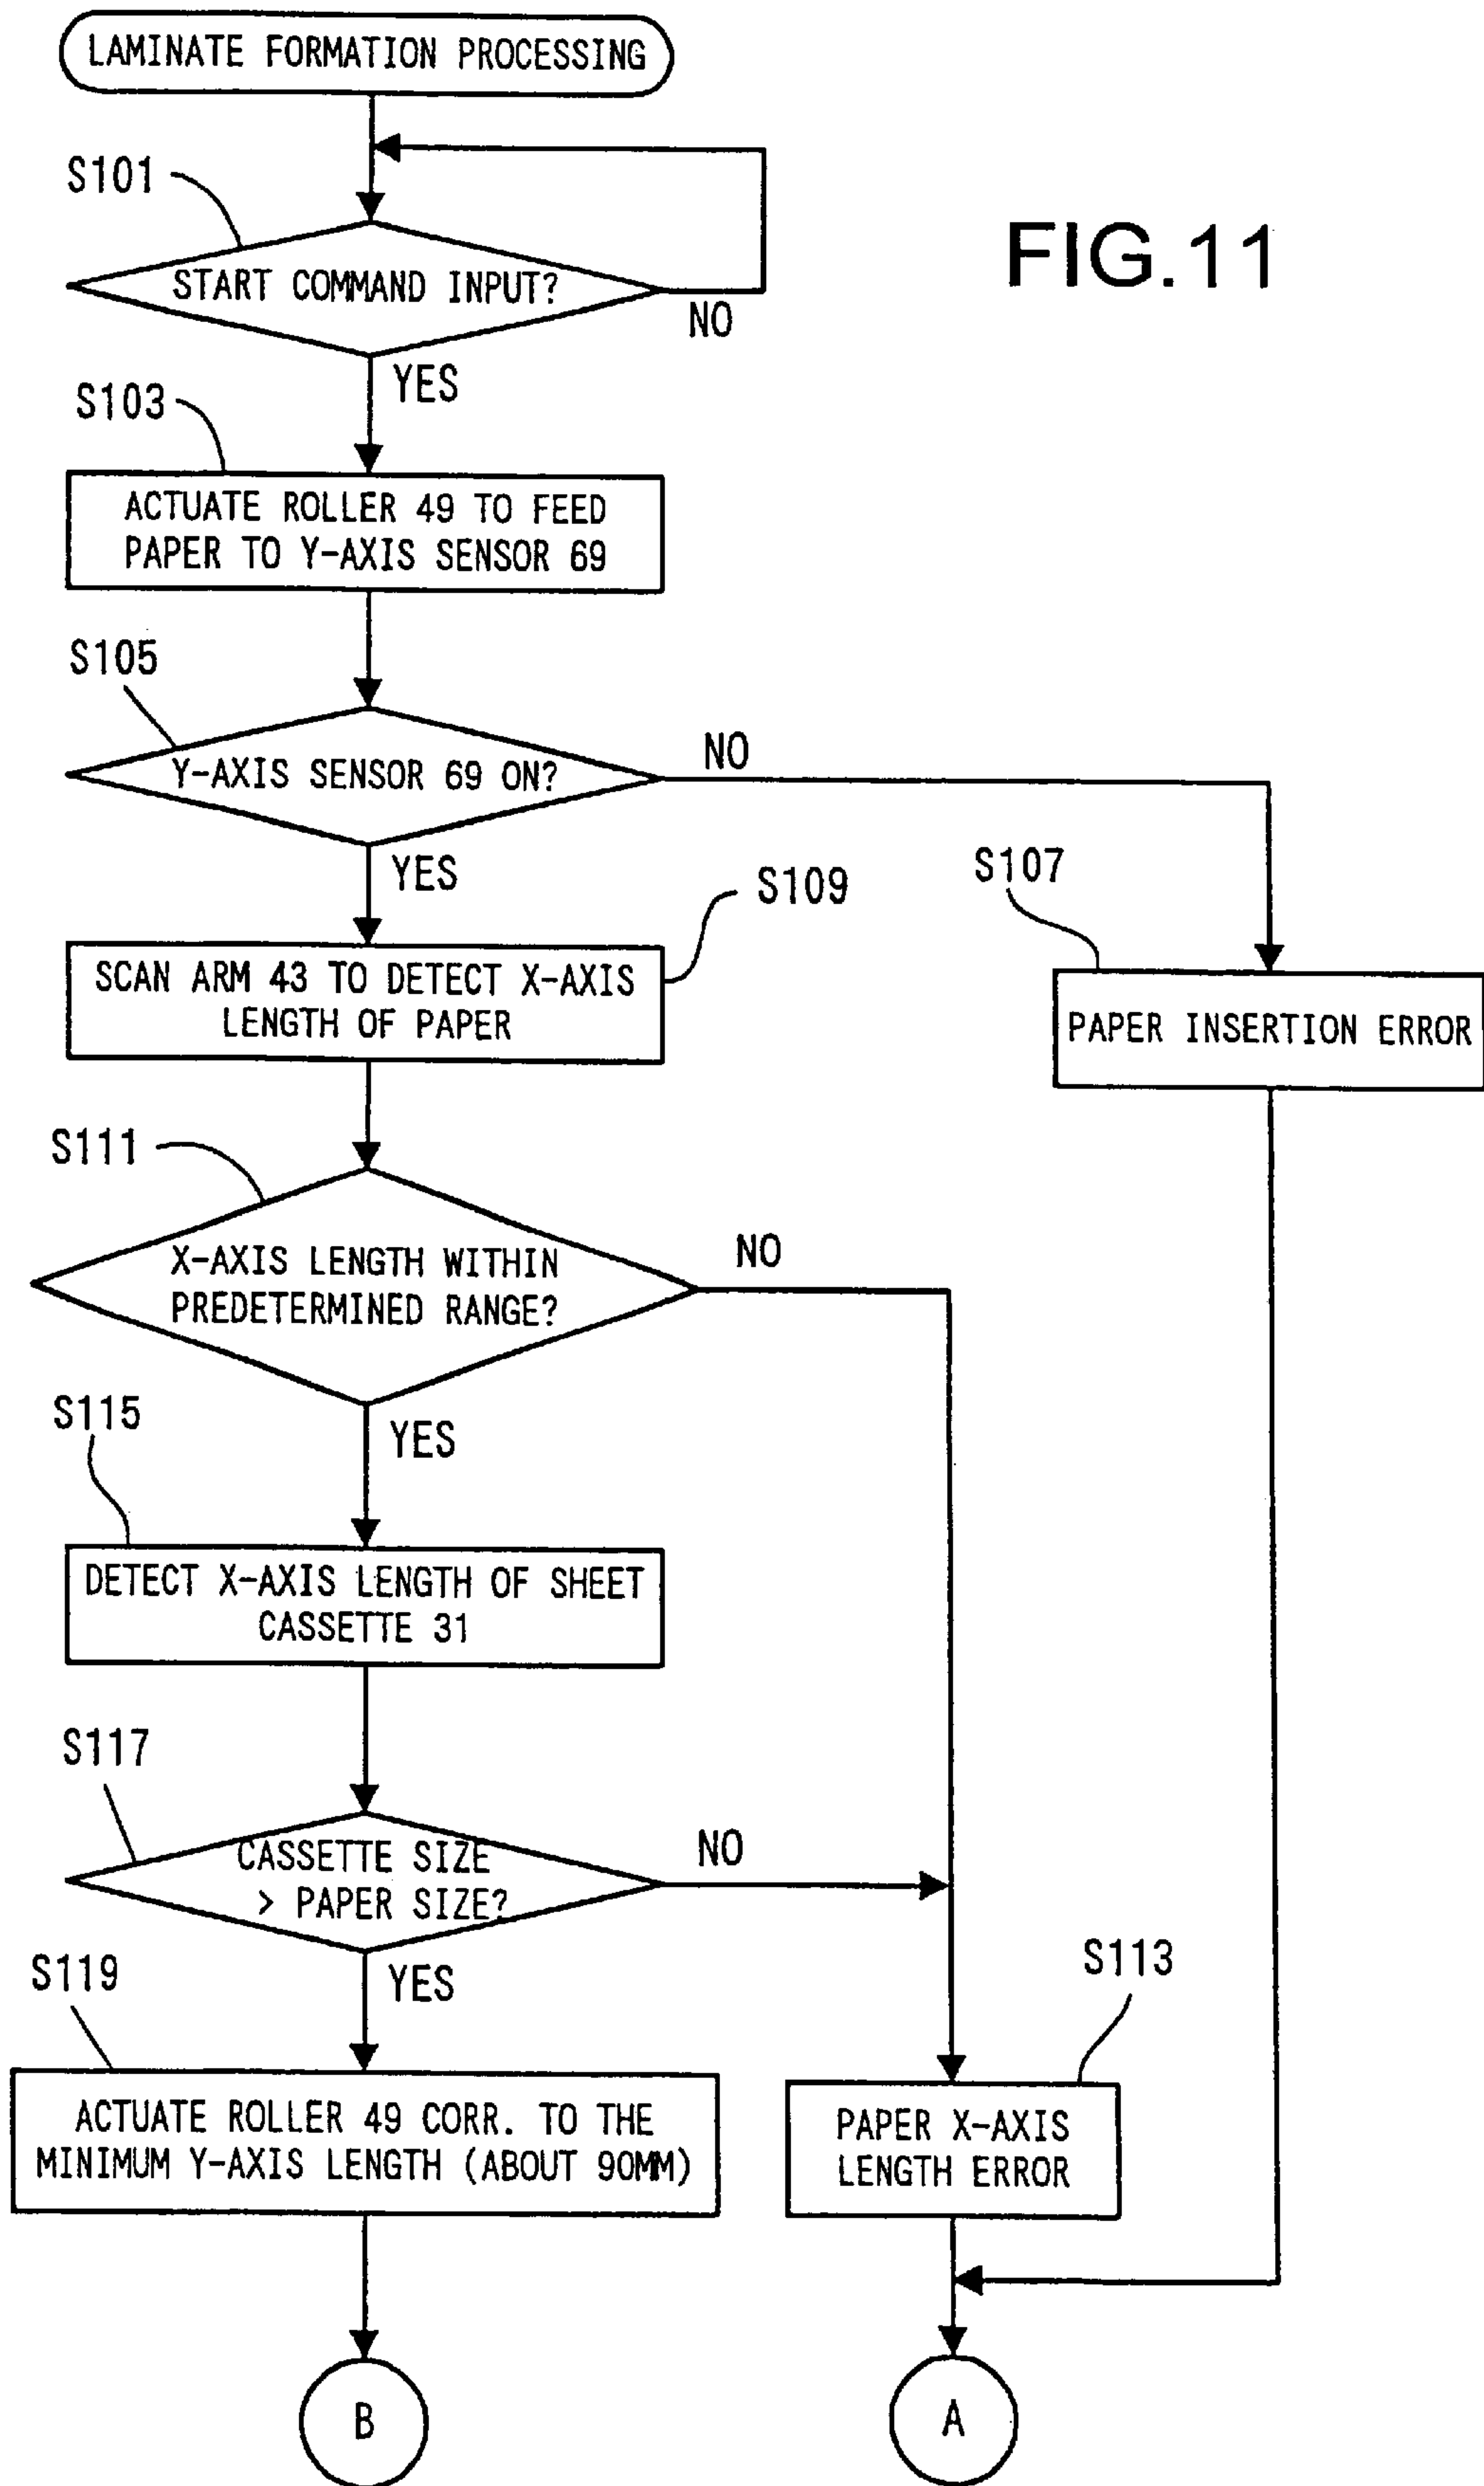 LAMINATE FORMATION PROCESSING
S101
FIG.11
START COMMAND INPUT?
NO
YES
S103
ACTUATE ROLLER 49 TO FEED
PAPER TO Y-AXIS SENSOR 69
S105
Y-AXIS SENSOR 69 ON?
NO
YES
S107
S109
SCAN ARM 43 TO DETECT X-AXIS
LENGTH OF PAPER
PAPER INSERTION ERROR
S111
X-AXIS LENGTH WITHIN
PREDETERMINED RANGE?
NO
YES
S115
DETECT X-AXIS LENGTH OF SHEET
CASSETTE 31
S117
CASSETTE SIZE
> PAPER SIZE?
NO
YES
S119
S113
ACTUATE ROLLER 49 CORR. TO THE
MINIMUM Y-AXIS LENGTH (ABOUT 90MM)
PAPER X-AXIS
LENGTH ERROR
B
A